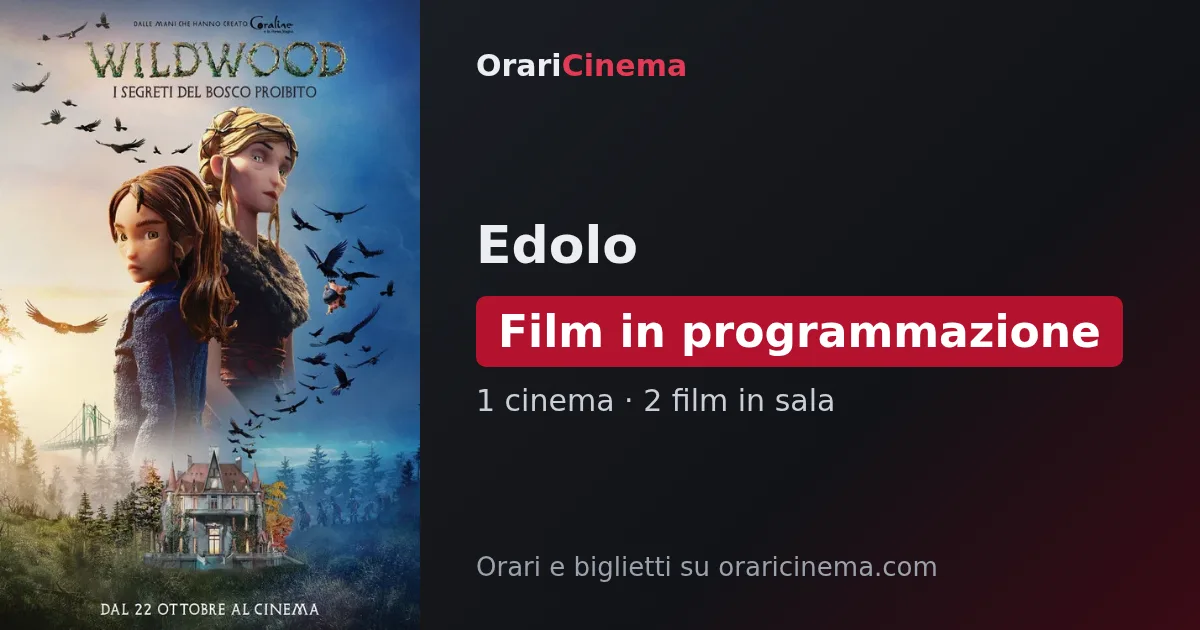 DALLE MANI CHE HANNO CREATO Coraline
WILDWOOD
I SEGRETI DEL BOSCO PROIBITO
DAL 22 OTTOBRE AL CINEMA
OrariCinema
Edolo
Film in programmazione
1 cinema · 2 film in sala
Orari e biglietti su oraricinema.com